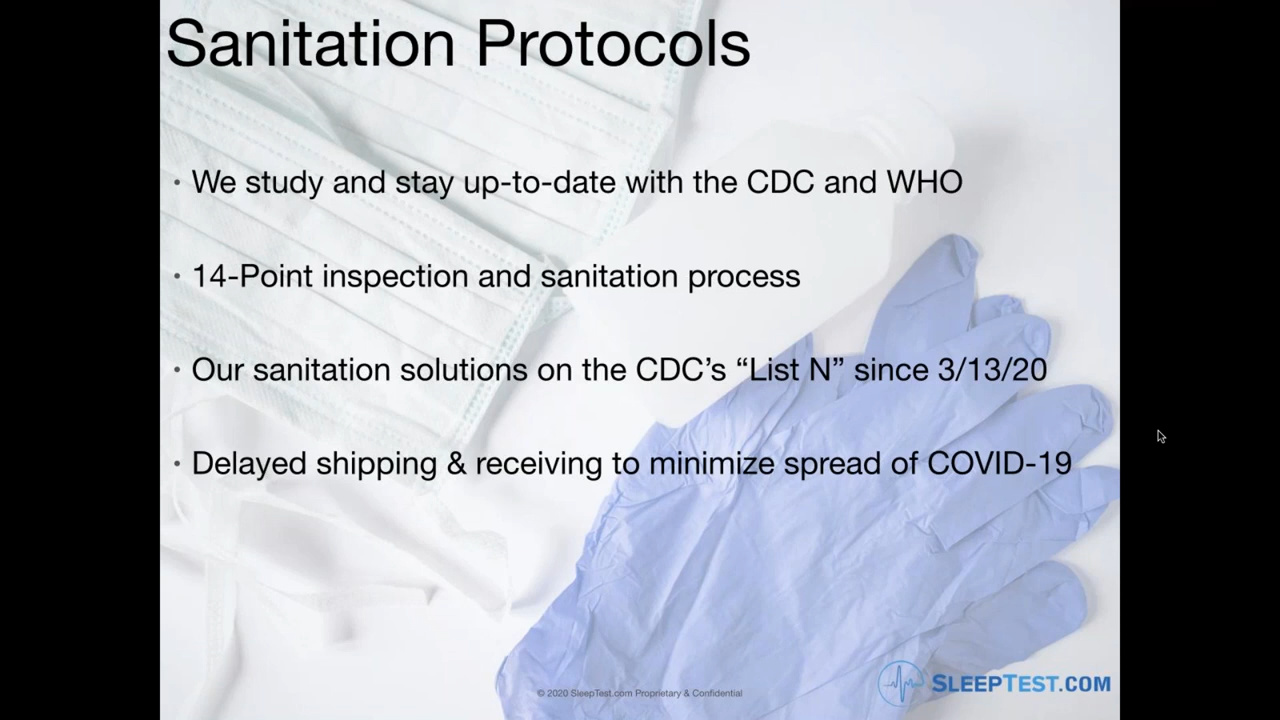 Sanitation Protocols
• We study and stay up-to-date with the CDC and WHO
• 14-Point inspection and sanitation process
• Our sanitation solutions on the CDC’s “List N” since 3/13/20
• Delayed shipping & receiving to minimize spread of COVID-19
© 2020 SleepTest.com Proprietary & Confidential
SLEEPTEST.COM